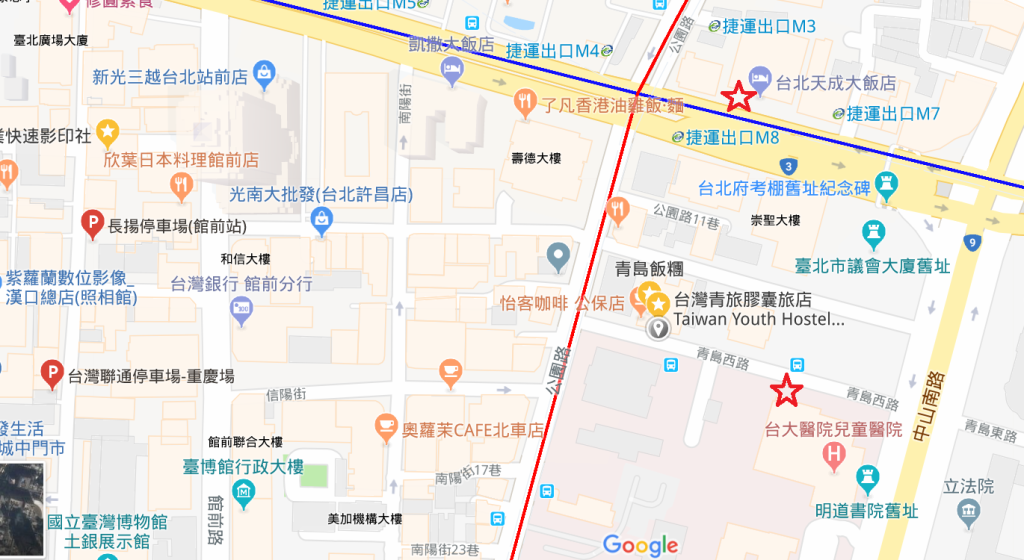 修圓素食
捷運出口M5
臺北廣場大廈
凱撒大飯店
捷運出口M4
公園路
捷運出口M3
新光三越台北站前店
台北天成大飯店
南陽街
了凡香港油雞飯·麵
捷運出口M7
快速影印社
捷運出口M8
欣葉日本料理館前店
壽德大樓
3
台北府考棚舊址紀念碑
光南大批發(台北許昌店)
公園路11巷
崇聖大樓
P
長揚停車場(館前站)
9
和信大樓
青島飯糰
臺北市議會大廈舊址
紫蘿蘭數位影像_
漢口總店(照相館)
台灣銀行 館前分行
怡客咖啡 公保店
台灣青旅膠囊旅店
Taiwan Youth Hostel...
青島西路
公園路
P
台灣聯通停車場-重慶場
信陽街
青島西路
中山南路
發生活
城中門市
奧蘿茉CAFE北車店
台大醫院兒童醫院
青島東路
館前聯合大樓
H
臺博館行政大樓
南陽街17巷
立法院
館前路
明道書院舊址
國立臺灣博物館
土銀展示館
美加機構大樓
南陽街23巷
Google